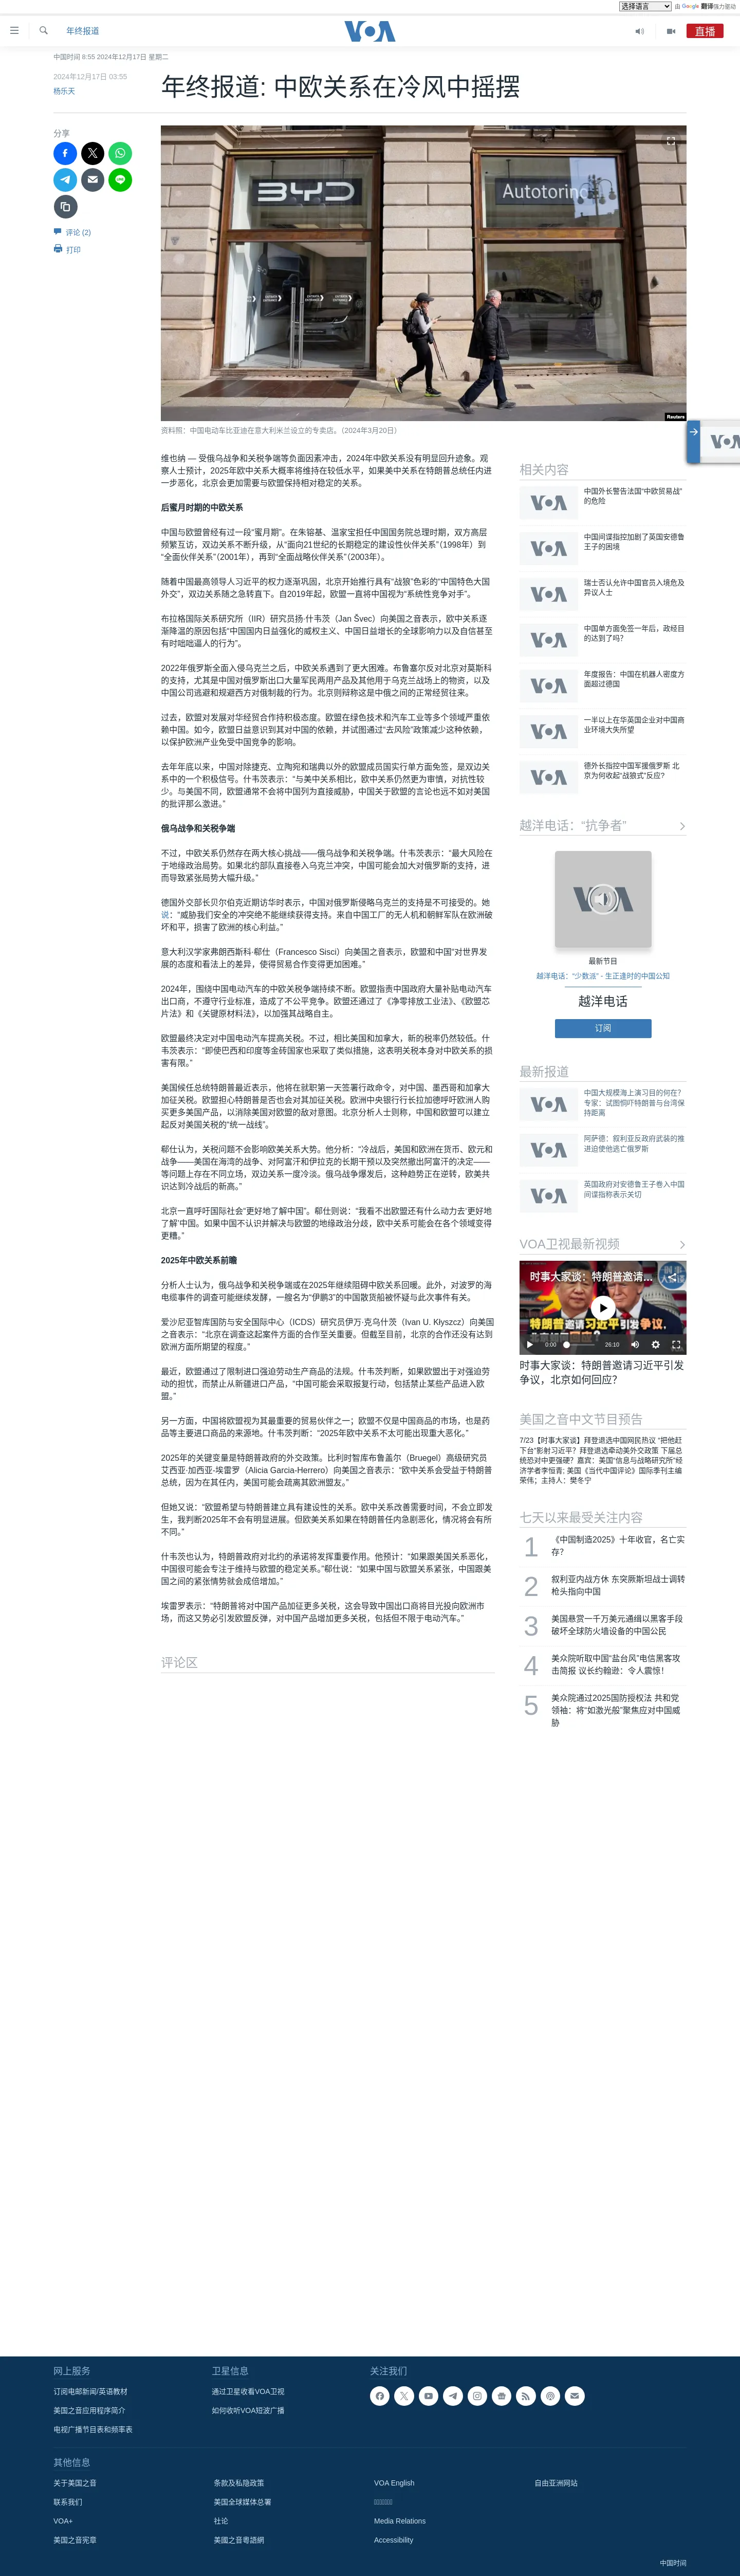 选择语言 由 Google 翻译强力驱动
年终报道
VOA
直播
中国时间 8:55 2024年12月17日 星期二
2024年12月17日 03:55
杨乐天
年终报道: 中欧关系在冷风中摇摆
分享
评论 (2)
打印
BYD
Autotorino
Reuters
资料照：中国电动车比亚迪在意大利米兰设立的专卖店。（2024年3月20日）
维也纳 — 受俄乌战争和关税争端等负面因素冲击，2024年中欧关系没有明显回升迹象。观
察人士预计，2025年欧中关系大概率将维持在较低水平，如果美中关系在特朗普总统任内进
一步恶化，北京会更加需要与欧盟保持相对稳定的关系。
后蜜月时期的中欧关系
中国与欧盟曾经有过一段“蜜月期”。在朱镕基、温家宝担任中国国务院总理时期，双方高层
频繁互访，双边关系不断升级，从“面向21世纪的长期稳定的建设性伙伴关系”（1998年）到
“全面伙伴关系”（2001年），再到“全面战略伙伴关系”（2003年）。
随着中国最高领导人习近平的权力逐渐巩固，北京开始推行具有“战狼”色彩的“中国特色大国
外交”，双边关系随之急转直下。自2019年起，欧盟一直将中国视为“系统性竞争对手”。
布拉格国际关系研究所（IIR）研究员扬·什韦茨（Jan Švec）向美国之音表示，欧中关系逐
渐降温的原因包括“中国国内日益强化的威权主义、中国日益增长的全球影响力以及自信甚至
有时咄咄逼人的行为”。
2022年俄罗斯全面入侵乌克兰之后，中欧关系遇到了更大困难。布鲁塞尔反对北京对莫斯科
的支持，尤其是中国对俄罗斯出口大量军民两用产品及其他用于乌克兰战场上的物资，以及
中国公司逃避和规避西方对俄制裁的行为。北京则辩称这是中俄之间的正常经贸往来。
过去，欧盟对发展对华经贸合作持积极态度。欧盟在绿色技术和汽车工业等多个领域严重依
赖中国。如今，欧盟日益意识到其对中国的依赖，并试图通过“去风险”政策减少这种依赖，
以保护欧洲产业免受中国竞争的影响。
去年年底以来，中国对除捷克、立陶宛和瑞典以外的欧盟成员国实行单方面免签，是双边关
系中的一个积极信号。什韦茨表示：“与美中关系相比，欧中关系仍然更为审慎，对抗性较
少。与美国不同，欧盟通常不会将中国列为直接威胁，中国关于欧盟的言论也远不如对美国
的批评那么激进。”
俄乌战争和关税争端
不过，中欧关系仍然存在两大核心挑战——俄乌战争和关税争端。什韦茨表示：“最大风险在
于地缘政治局势。如果北约部队直接卷入乌克兰冲突，中国可能会加大对俄罗斯的支持，进
而导致紧张局势大幅升级。”
德国外交部长贝尔伯克近期访华时表示，中国对俄罗斯侵略乌克兰的支持是不可接受的。她
说：“威胁我们安全的冲突绝不能继续获得支持。来自中国工厂的无人机和朝鲜军队在欧洲破
坏和平，损害了欧洲的核心利益。”
意大利汉学家弗朗西斯科·郗仕（Francesco Sisci）向美国之音表示，欧盟和中国“对世界发
展的态度和看法上的差异，使得贸易合作变得更加困难。”
2024年，围绕中国电动汽车的中欧关税争端持续不断。欧盟指责中国政府大量补贴电动汽车
出口商，不遵守行业标准，造成了不公平竞争。欧盟还通过了《净零排放工业法》、《欧盟芯
片法》和《关键原材料法》，以加强其战略自主。
欧盟最终决定对中国电动汽车提高关税。不过，相比美国和加拿大，新的税率仍然较低。什
韦茨表示：“即使巴西和印度等金砖国家也采取了类似措施，这表明关税本身对中欧关系的损
害有限。”
美国候任总统特朗普最近表示，他将在就职第一天签署行政命令，对中国、墨西哥和加拿大
加征关税。欧盟担心特朗普是否也会对其加征关税。欧洲中央银行行长拉加德呼吁欧洲人购
买更多美国产品，以消除美国对欧盟的敌对意图。北京分析人士则称，中国和欧盟可以建立
起反对美国关税的“统一战线”。
郗仕认为，关税问题不会影响欧美关系大势。他分析：“冷战后，美国和欧洲在货币、欧元和
战争——美国在海湾的战争、对阿富汗和伊拉克的长期干预以及突然撤出阿富汗的决定——
等问题上存在不同立场，双边关系一度冷淡。俄乌战争爆发后，这种趋势正在逆转，欧美共
识达到冷战后的新高。”
北京一直呼吁国际社会“更好地了解中国”。郗仕则说：“我看不出欧盟还有什么动力去‘更好地
了解’中国。如果中国不认识并解决与欧盟的地缘政治分歧，欧中关系可能会在各个领域变得
更糟。”
2025年中欧关系前瞻
分析人士认为，俄乌战争和关税争端或在2025年继续阻碍中欧关系回暖。此外，对波罗的海
电缆事件的调查可能继续发酵，一艘名为“伊鹏3”的中国散货船被怀疑与此次事件有关。
爱沙尼亚智库国防与安全国际中心（ICDS）研究员伊万·克乌什茨（Ivan U. Kłyszcz）向美国
之音表示：“北京在调查这起案件方面的合作至关重要。但截至目前，北京的合作还没有达到
欧洲方面所期望的程度。”
最近，欧盟通过了限制进口强迫劳动生产商品的法规。什韦茨判断，如果欧盟出于对强迫劳
动的担忧，而禁止从新疆进口产品，“中国可能会采取报复行动，包括禁止某些产品进入欧
盟。”
另一方面，中国将欧盟视为其最重要的贸易伙伴之一；欧盟不仅是中国商品的市场，也是药
品等主要进口商品的来源地。什韦茨判断：“2025年欧中关系不太可能出现重大恶化。”
2025年的关键变量是特朗普政府的外交政策。比利时智库布鲁盖尔（Bruegel）高级研究员
艾西亚·加西亚-埃雷罗（Alicia Garcia-Herrero）向美国之音表示：“欧中关系会受益于特朗普
总统，因为在其任内，美国可能会疏离其欧洲盟友。”
但她又说：“欧盟希望与特朗普建立具有建设性的关系。欧中关系改善需要时间，不会立即发
生，我判断2025年不会有明显进展。但欧美关系如果在特朗普任内急剧恶化，情况将会有所
不同。”
什韦茨也认为，特朗普政府对北约的承诺将发挥重要作用。他预计：“如果跟美国关系恶化，
中国很可能会专注于维持与欧盟的稳定关系。”郗仕说：“如果中国与欧盟关系紧张，中国跟美
国之间的紧张情势就会成倍增加。”
埃雷罗表示：“特朗普将对中国产品加征更多关税，这会导致中国出口商将目光投向欧洲市
场，而这又势必引发欧盟反弹，对中国产品增加更多关税，包括但不限于电动汽车。”
评论区
相关内容
中国外长警告法国“中欧贸易战”
的危险
中国间谍指控加剧了英国安德鲁
王子的困境
瑞士否认允许中国官员入境危及
异议人士
中国单方面免签一年后，政经目
的达到了吗？
年度报告：中国在机器人密度方
面超过德国
一半以上在华英国企业对中国商
业环境大失所望
德外长指控中国军援俄罗斯 北
京为何收起“战狼式”反应?
越洋电话：“抗争者”
最新节目
越洋电话：“少数派” - 生正逢时的中国公知
越洋电话
订阅
最新报道
中国大规模海上演习目的何在？
专家：试图恫吓特朗普与台湾保
持距离
阿萨德：叙利亚反政府武装的推
进迫使他逃亡俄罗斯
英国政府对安德鲁王子卷入中国
间谍指称表示关切
VOA卫视最新视频
时事大家谈：特朗普邀请...
特朗普邀请习近平引发争议，
0:00
26:10
时事大家谈：特朗普邀请习近平引发
争议，北京如何回应？
美国之音中文节目预告
7/23【时事大家谈】拜登退选中国网民热议 “把他赶
下台”影射习近平？拜登退选牵动美外交政策 下届总
统恐对中更强硬？嘉宾：美国“信息与战略研究所”经
济学者李恒青; 美国《当代中国评论》国际季刊主编
荣伟；主持人：樊冬宁
七天以来最受关注内容
1 《中国制造2025》十年收官，名亡实
存？
2 叙利亚内战方休 东突厥斯坦战士调转
枪头指向中国
3 美国悬赏一千万美元通缉以黑客手段
破坏全球防火墙设备的中国公民
4 美众院听取中国“盐台风”电信黑客攻
击简报 议长约翰逊：令人震惊！
5 美众院通过2025国防授权法 共和党
领袖：将“如激光般”聚焦应对中国威
胁
网上服务
订阅电邮新闻/英语教材
美国之音应用程序简介
电视广播节目表和频率表
卫星信息
通过卫星收看VOA卫视
如何收听VOA短波广播
关注我们
其他信息
关于美国之音
联系我们
VOA+
美国之音宪章
条款及私隐政策
美国全球媒体总署
社论
美國之音粵語網
VOA English
Media Relations
Accessibility
自由亚洲网站
中国时间